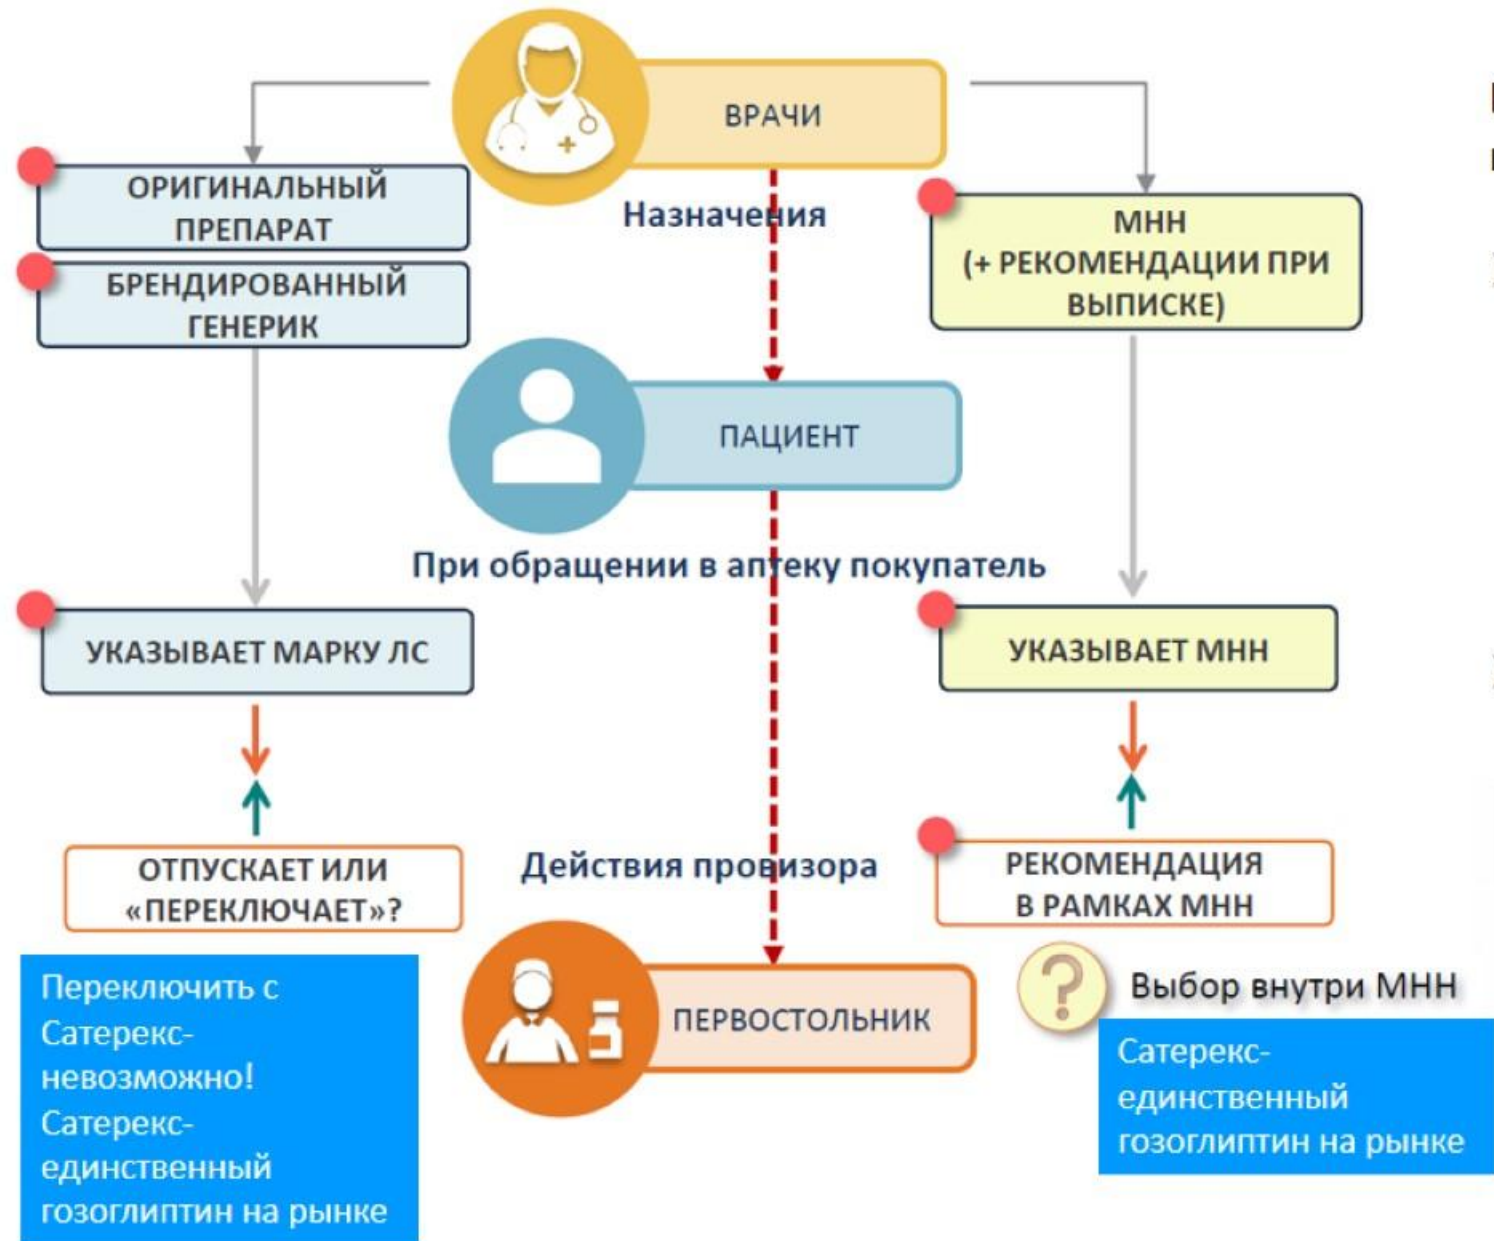 ВРАЧИ
ОРИГИНАЛЬНЫЙ
ПРЕПАРАТ
Назначения
МНН
(+ РЕКОМЕНДАЦИИ ПРИ
ВЫПИСКЕ)
БРЕНДИРОВАННЫЙ
ГЕНЕРИК
ПАЦИЕНТ
При обращении в аптеку покупатель
УКАЗЫВАЕТ МАРКУ ЛС
УКАЗЫВАЕТ МНН
Действия провизора
ОТПУСКАЕТ ИЛИ
«ПЕРЕКЛЮЧАЕТ»?
РЕКОМЕНДАЦИЯ
В РАМКАХ МНН
ПЕРВОСТОЛЬНИК
? Выбор внутри МНН
Переключить с
Сатерекс-
невозможно!
Сатерекс-
единственный
гозоглиптин на рынке
Сатерекс-
единственный
гозоглиптин на рынке